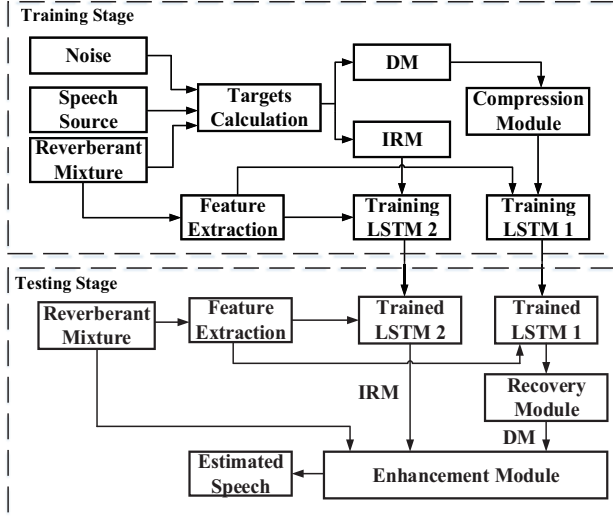 Training Stage
Noise
DM
Speech
Source
Targets
Calculation
Compression
Module
Reverberant
Mixture
IRM
Feature
Extraction
Training
LSTM 2
Training
LSTM 1
Testing Stage
Reverberant
Mixture
Feature
Extraction
Trained
LSTM 2
Trained
LSTM 1
IRM
Recovery
Module
DM
Estimated
Speech
Enhancement Module